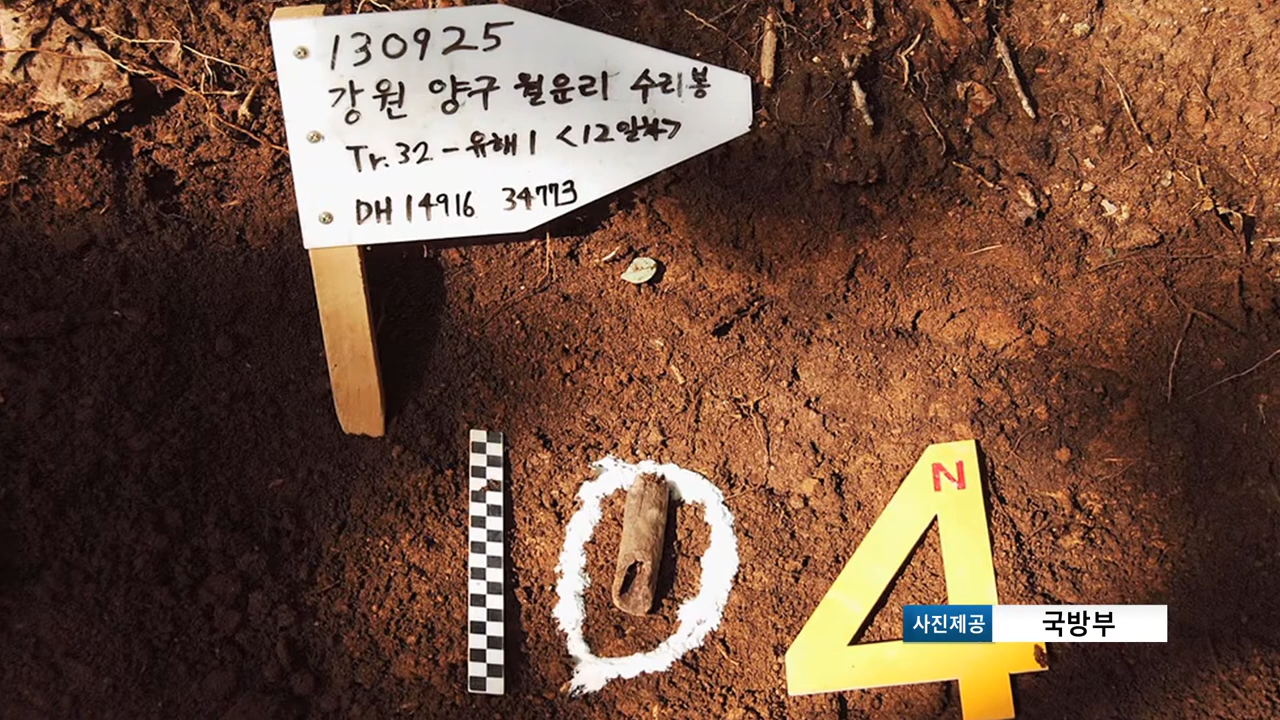 130925
강원 양구 월운리 수리봉
Tr.32 - 유해 1 <12일차>
DH 14916 34773
N
사진제공 국방부